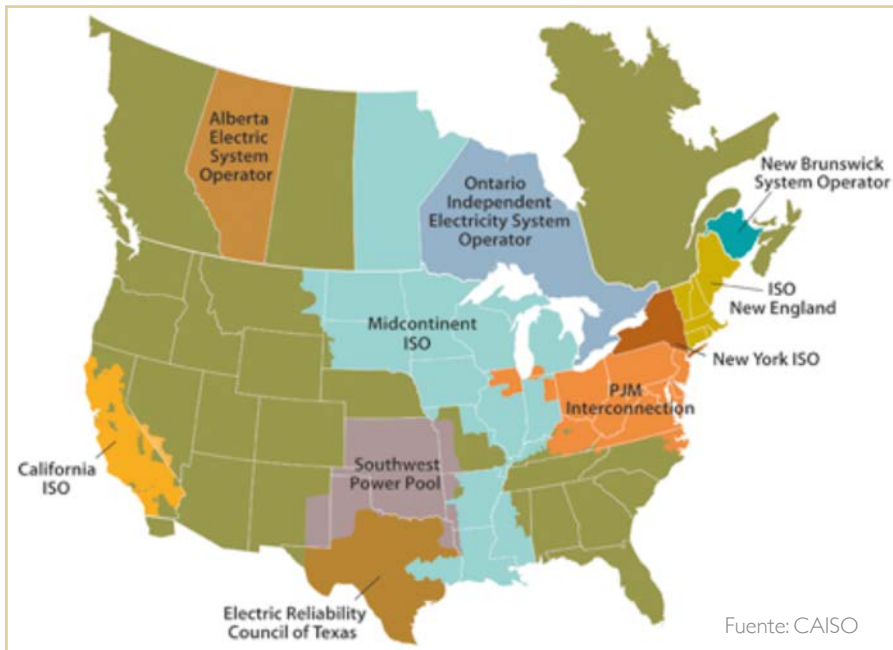 Alberta
Electric
System
Operator
Ontario
Independent
Electricity System
Operator
New Brunswick
System Operator
ISO
New England
Midcontinent
ISO
New York ISO
PJM
Interconnection
California
ISO
Southwest
Power Pool
Electric Reliability
Council of Texas
Fuente: CAISO